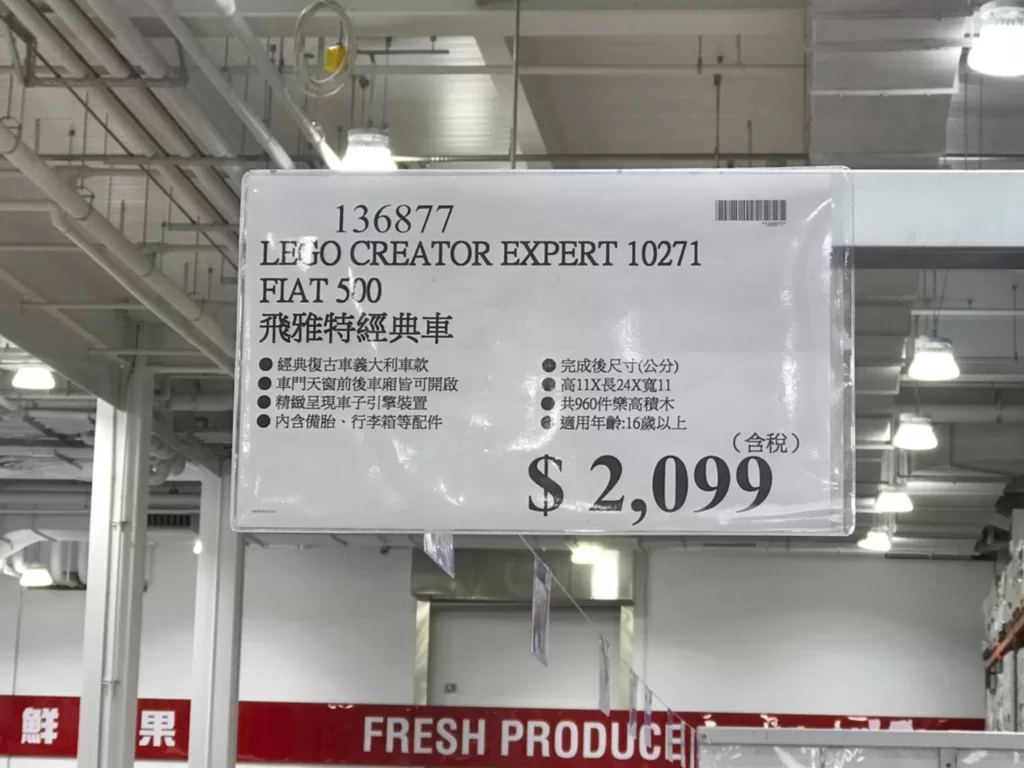 136877
*136877*
LEGO CREATOR EXPERT 10271
FIAT 500
飛雅特經典車
● 經典復古車義大利車款
● 車門天窗前後車廂皆可開啟
● 精緻呈現車子引擎裝置
● 內含備胎、行李箱等配件
● 完成後尺寸(公分)
● 高11X長24X寬11
● 共960件樂高積木
● 適用年齡:16歲以上
(含稅)
$ 2,099
鮮 果 FRESH PRODUCE